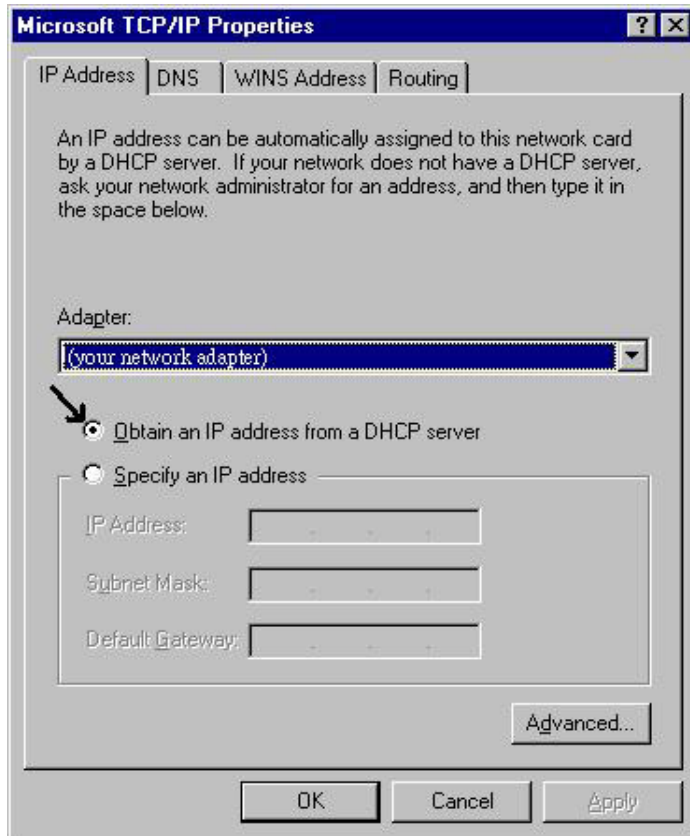 Microsoft TCP/IP Properties
IP Address DNS WINS Address Routing
An IP address can be automatically assigned to this network card
by a DHCP server. If your network does not have a DHCP server,
ask your network administrator for an address, and then type it in
the space below.
Adapter:
(your network adapter)
Obtain an IP address from a DHCP server
Specify an IP address
IP Address:
Subnet Mask:
Default Gateway:
Advanced...
OK Cancel Apply